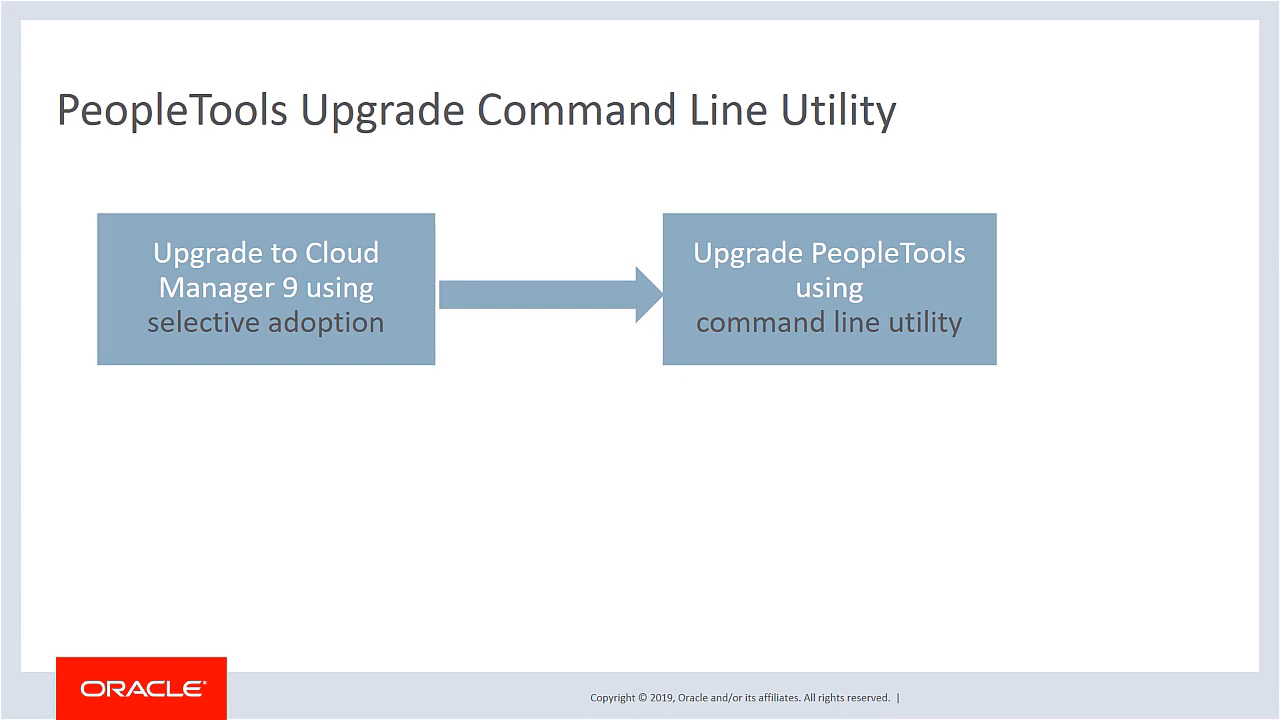 PeopleTools Upgrade Command Line Utility
Upgrade to Cloud
Manager 9 using
selective adoption
Upgrade PeopleTools
using
command line utility
ORACLE®
Copyright © 2019, Oracle and/or its affiliates. All rights reserved. |